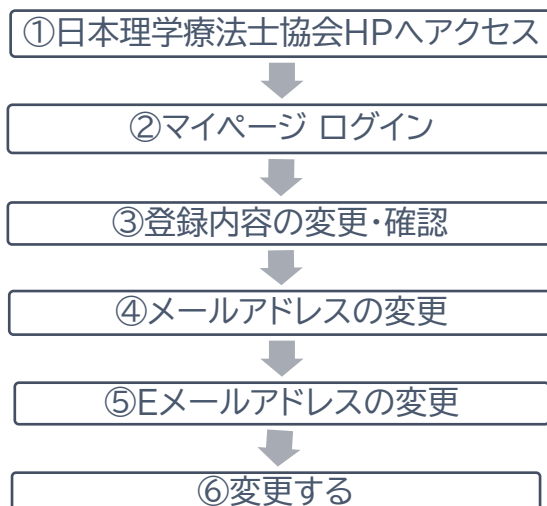 ①日本理学療法士協会HPへアクセス
②マイページ ログイン
③登録内容の変更・確認
④メールアドレスの変更
⑤Eメールアドレスの変更
⑥変更する